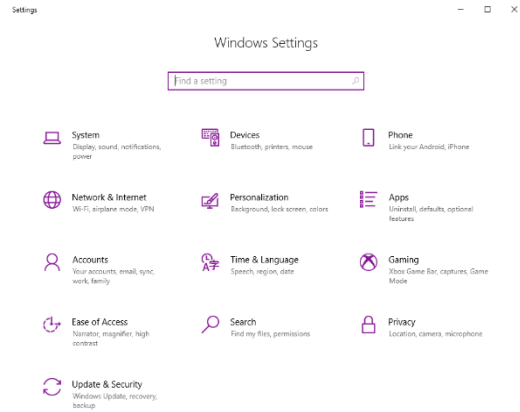 Settings
Windows Settings
Find a setting
System
Display, sound, notifications,
power
Devices
Bluetooth, printers, mouse
Phone
Link your Android, iPhone
Network & Internet
Wi-Fi, airplane mode, VPN
Personalization
Background, lock screen, colors
Apps
Uninstall, defaults, optional
features
Accounts
Your accounts, email, sync,
work, family
Time & Language
Speech, region, date
Gaming
Xbox Game Bar, captures, Game
Mode
Ease of Access
Narrator, magnifier, high
contrast
Search
Find my files, permissions
Privacy
Location, camera, microphone
Update & Security
Windows Update, recovery,
backup